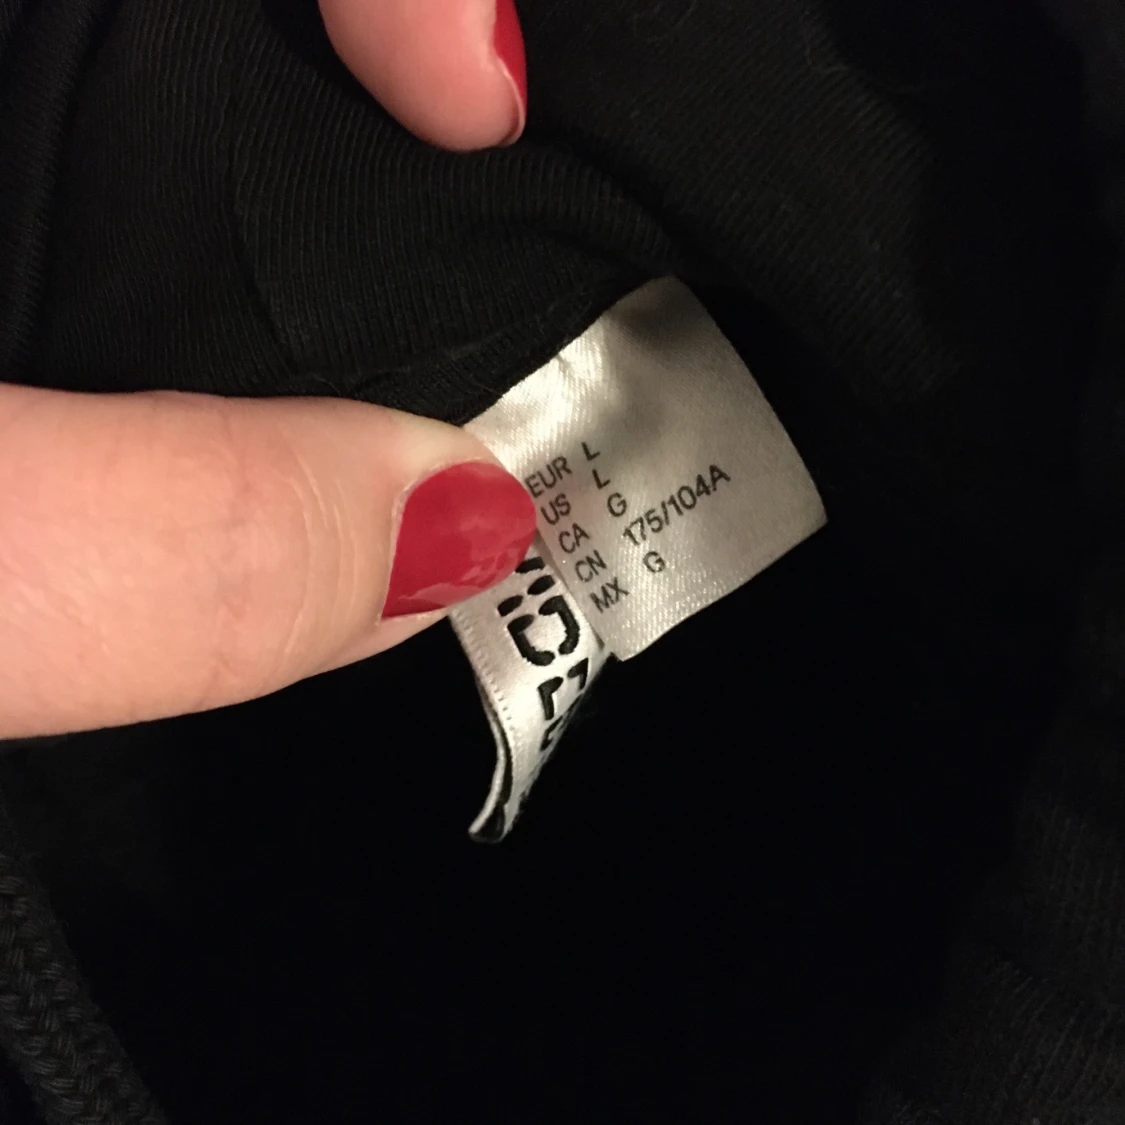 EUR L
US L
CA G
CN 175/104A
MX G